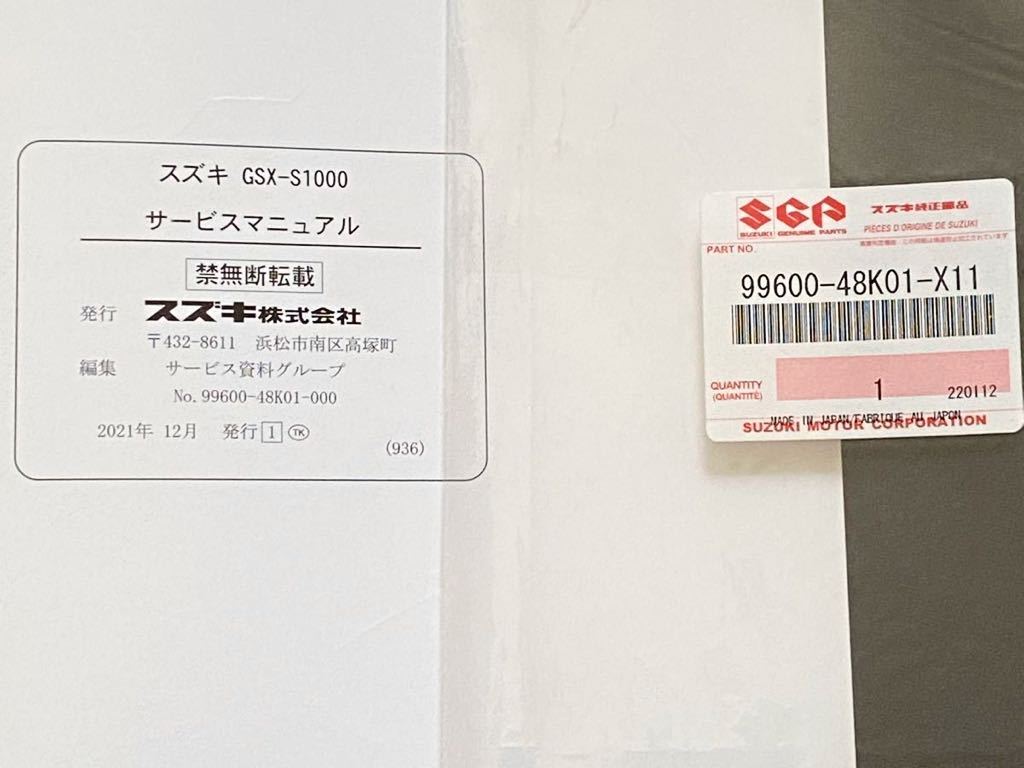 スズキ GSX-S1000
サービスマニュアル
禁無断転載
発行 スズキ株式会社
〒432-8611 浜松市南区高塚町
編集 サービス資料グループ
No. 99600-48K01-000
2021年 12月 発行 1 TK
(936)
SGP スズキ純正部品
SUZUKI GENUINE PARTS PIECES D'ORIGINE DE SUZUKI
PART NO.
99600-48K01-X11
QUANTITY
(QUANTITÉ)
1 220112
MADE IN JAPAN/FABRIQUE AU JAPON
SUZUKI MOTOR CORPORATION